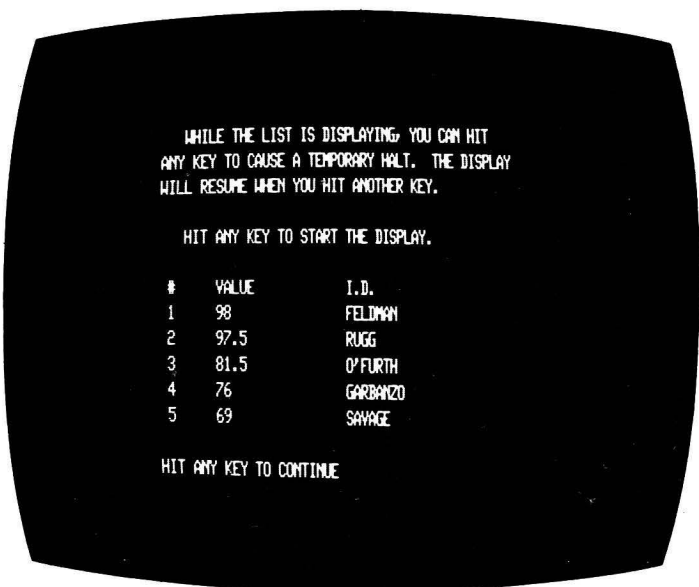 WHILE THE LIST IS DISPLAYING, YOU CAN HIT
ANY KEY TO CAUSE A TEMPORARY HALT. THE DISPLAY
WILL RESUME WHEN YOU HIT ANOTHER KEY.
HIT ANY KEY TO START THE DISPLAY.
# VALUE I.D.
1 98 FELDMAN
2 97.5 RUGG
3 81.5 O'FURTH
4 76 GARBANZO
5 69 SAVAGE
HIT ANY KEY TO CONTINUE